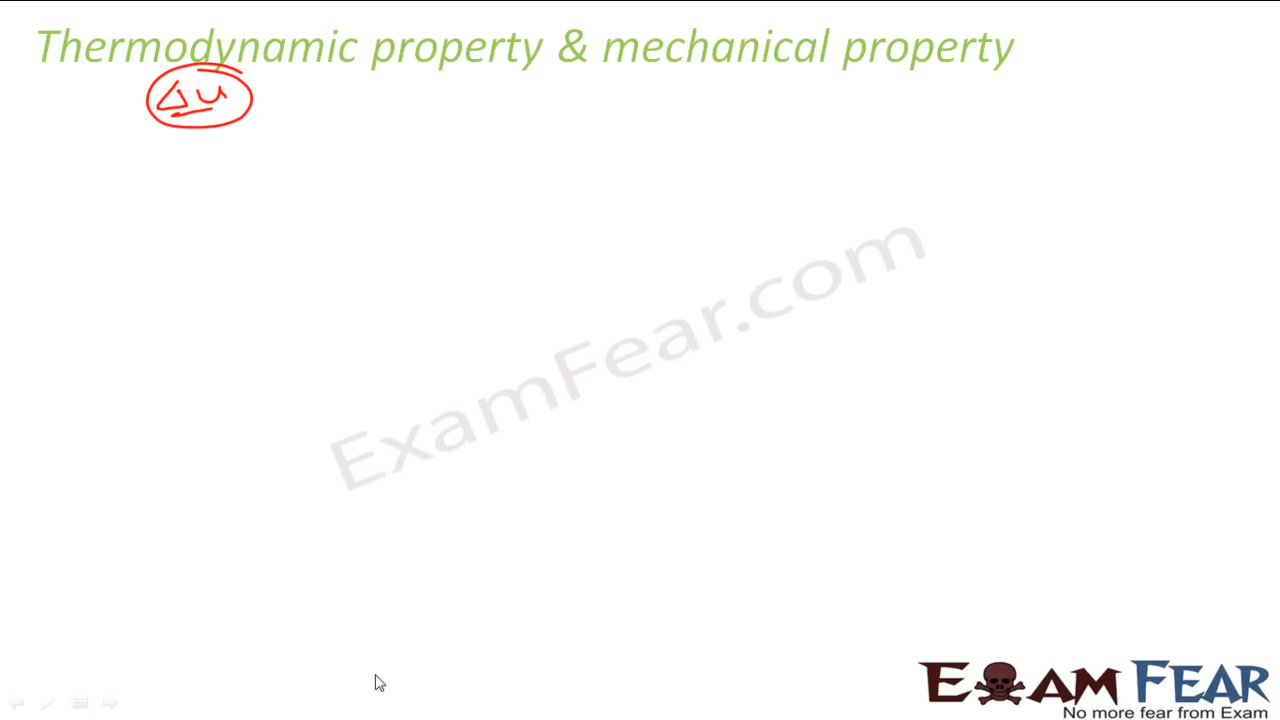 Thermodynamic property & mechanical property
Δu
ExamFear.com
EXAM FEAR
No more fear from Exam